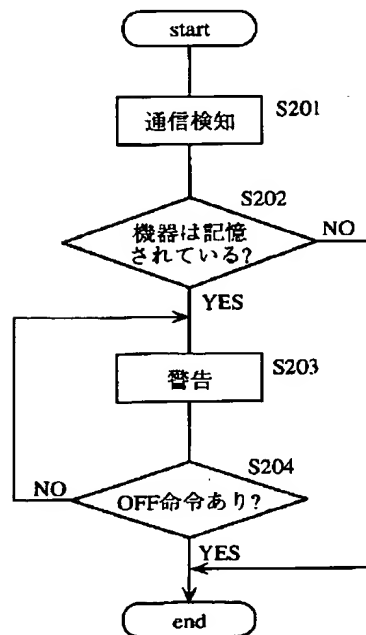 start
通信検知
S201
S202
機器は記憶
されている?
NO
YES
警告
S203
S204
OFF命令あり?
NO
YES
end